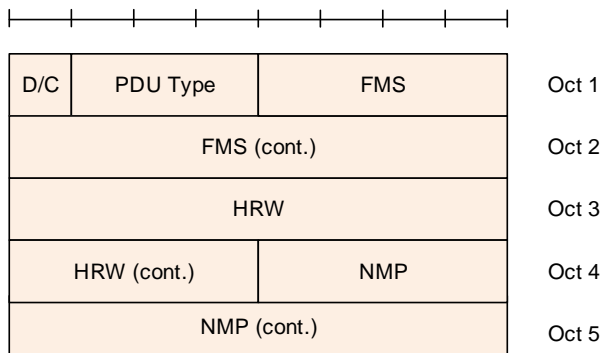 D/C PDU Type FMS Oct 1
FMS (cont.) Oct 2
HRW Oct 3
HRW (cont.) NMP Oct 4
NMP (cont.) Oct 5